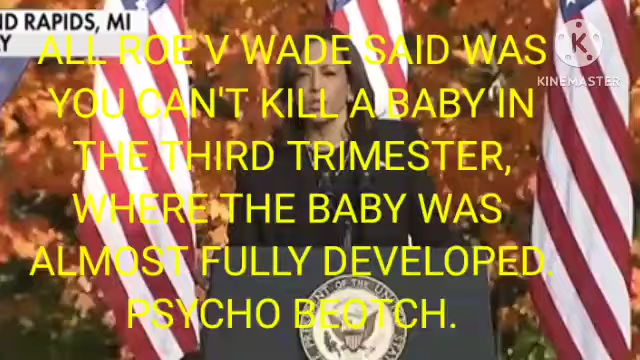 ND RAPIDS, MI
Y
ALL ROE V WADE SAID WAS
YOU CAN'T KILL A BABY IN
THE THIRD TRIMESTER,
WHERE THE BABY WAS
ALMOST FULLY DEVELOPED.
PSYCHO BEOTCH.
KINEMASTER
K